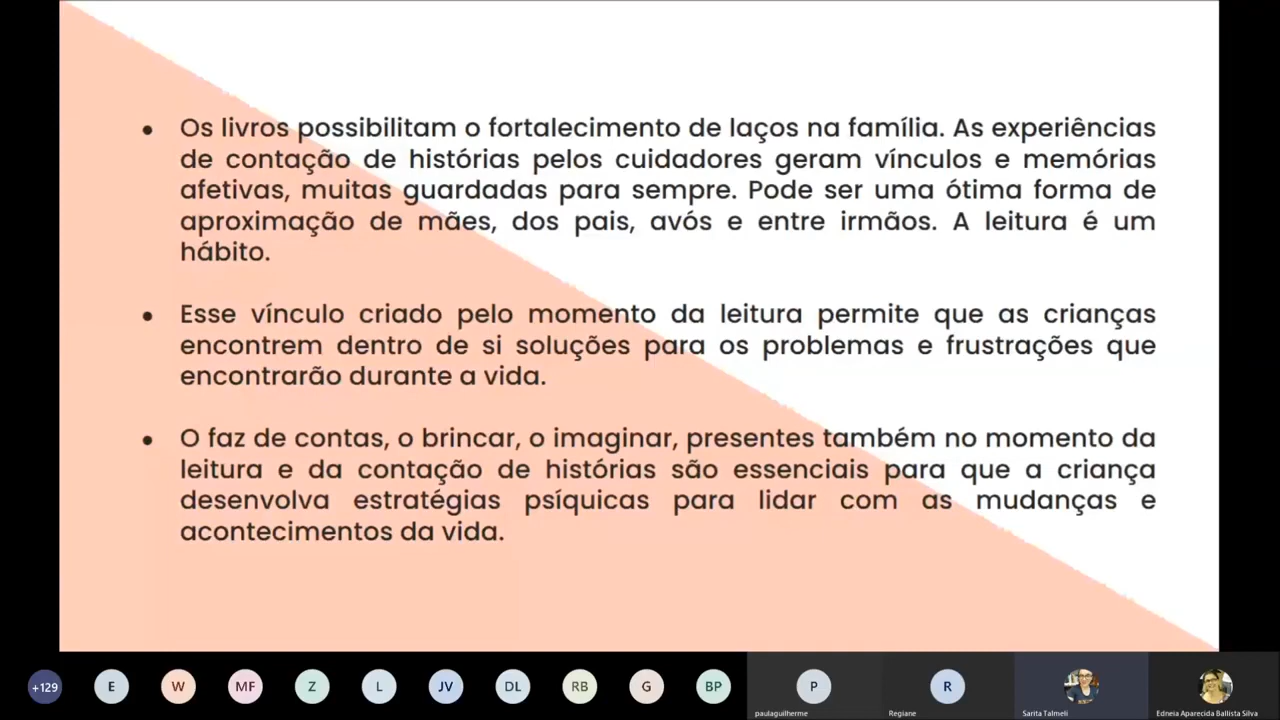 Os livros possibilitam o fortalecimento de laços na família. As experiências
de contação de histórias pelos cuidadores geram vínculos e memórias
afetivas, muitas guardadas para sempre. Pode ser uma ótima forma de
aproximação de mães, dos pais, avós e entre irmãos. A leitura é um
hábito.
Esse vínculo criado pelo momento da leitura permite que as crianças
encontrem dentro de si soluções para os problemas e frustrações que
encontrarão durante a vida.
O faz de contas, o brincar, o imaginar, presentes também no momento da
leitura e da contação de histórias são essenciais para que a criança
desenvolva estratégias psíquicas para lidar com as mudanças e
acontecimentos da vida.
+129 E W MF Z L JV DL RB G BP P R
paulaguilherme Regiane Sarita Talmeli Edneia Aparecida Ballista Silva